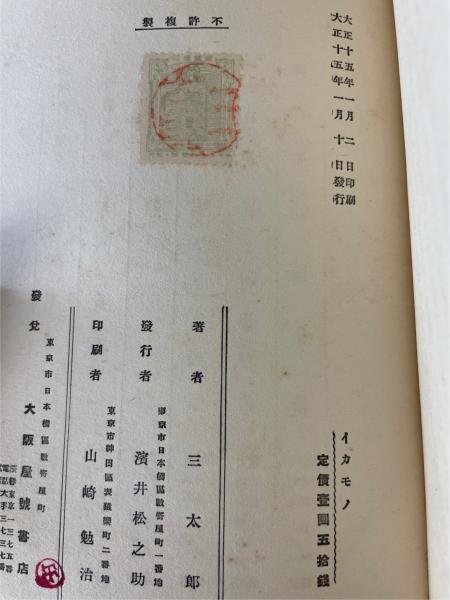 不許複製
大正十五年一月二日印刷
大正十五年一月十日發行
イカモノ
定價壹圓五拾錢
著者 三太郎
東京市日本橋區數寄屋町一番地
發行者 濱井松之助
東京市神田區表猿樂町二番地
印刷者 山崎勉治
東京市日本橋區數寄屋町
發兌 大阪屋號書店